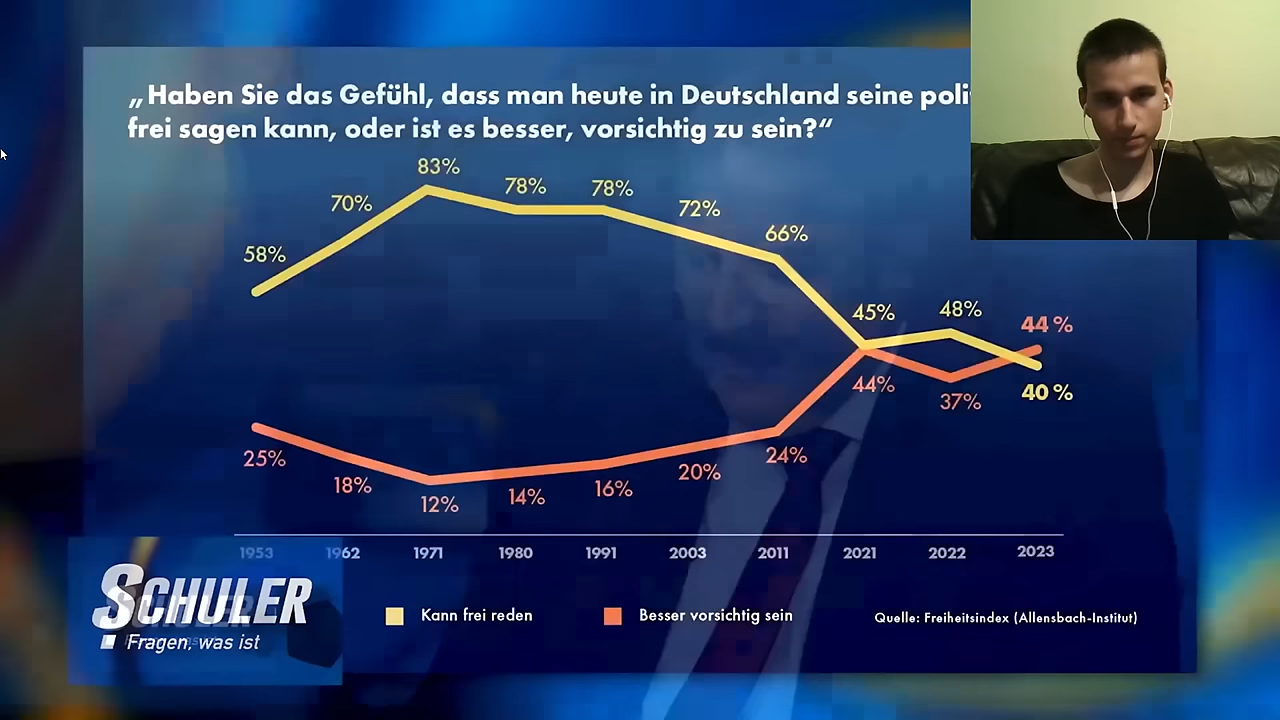 „Haben Sie das Gefühl, dass man heute in Deutschland seine
frei sagen kann, oder ist es besser, vorsichtig zu sein?“
83%
78%
78%
70%
72%
66%
58%
45%
48%
44 %
44%
37%
40 %
25%
18%
12%
14%
16%
20%
24%
1953 1962 1971 1980 1991 2003 2011 2021 2022 2023
SCHULER!
Fragen, was ist
Kann frei reden
Besser vorsichtig sein
Quelle: Freiheitsindex (Allensbach-Institut)